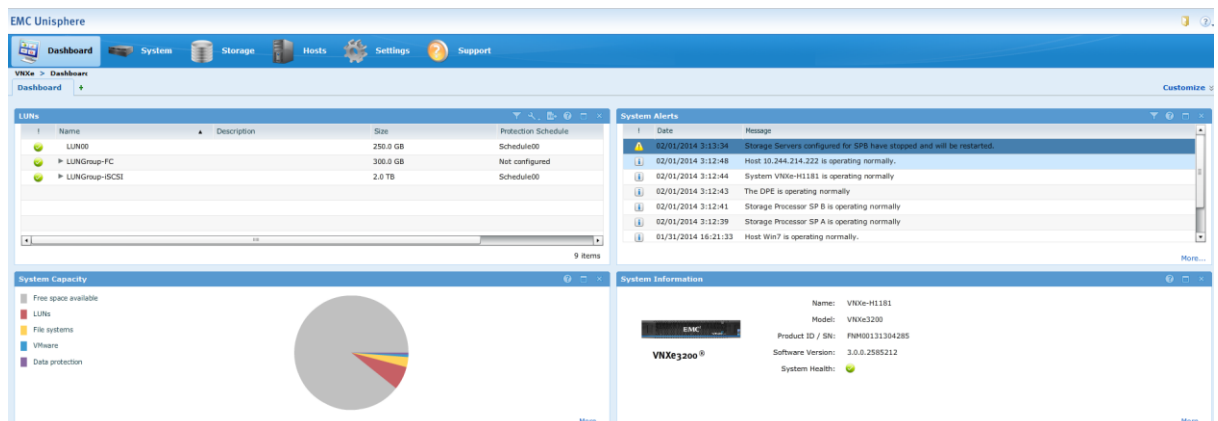 EMC Unisphere
Dashboard System Storage Hosts Settings Support
VNXe > Dashboard
Dashboard + Customize
LUNs
! Name Description Size Protection Schedule
LUN00 250.0 GB Schedule00
LUNGroup-FC 300.0 GB Not configured
LUNGroup-iSCSI 2.0 TB Schedule00
9 items
System Alerts
! Date Message
02/01/2014 3:13:34 Storage Servers configured for SPB have stopped and will be restarted.
02/01/2014 3:12:48 Host 10.244.214.222 is operating normally.
02/01/2014 3:12:44 System VNXe-H1181 is operating normally
02/01/2014 3:12:43 The DPE is operating normally
02/01/2014 3:12:41 Storage Processor SP B is operating normally
02/01/2014 3:12:39 Storage Processor SP A is operating normally
01/31/2014 16:21:33 Host Win7 is operating normally.
More...
System Capacity
Free space available
LUNs
File systems
VMware
Data protection
System Information
EMC
VNXe3200®
Name: VNXe-H1181
Model: VNXe3200
Product ID / SN: FNM00131304285
Software Version: 3.0.0.2585212
System Health: